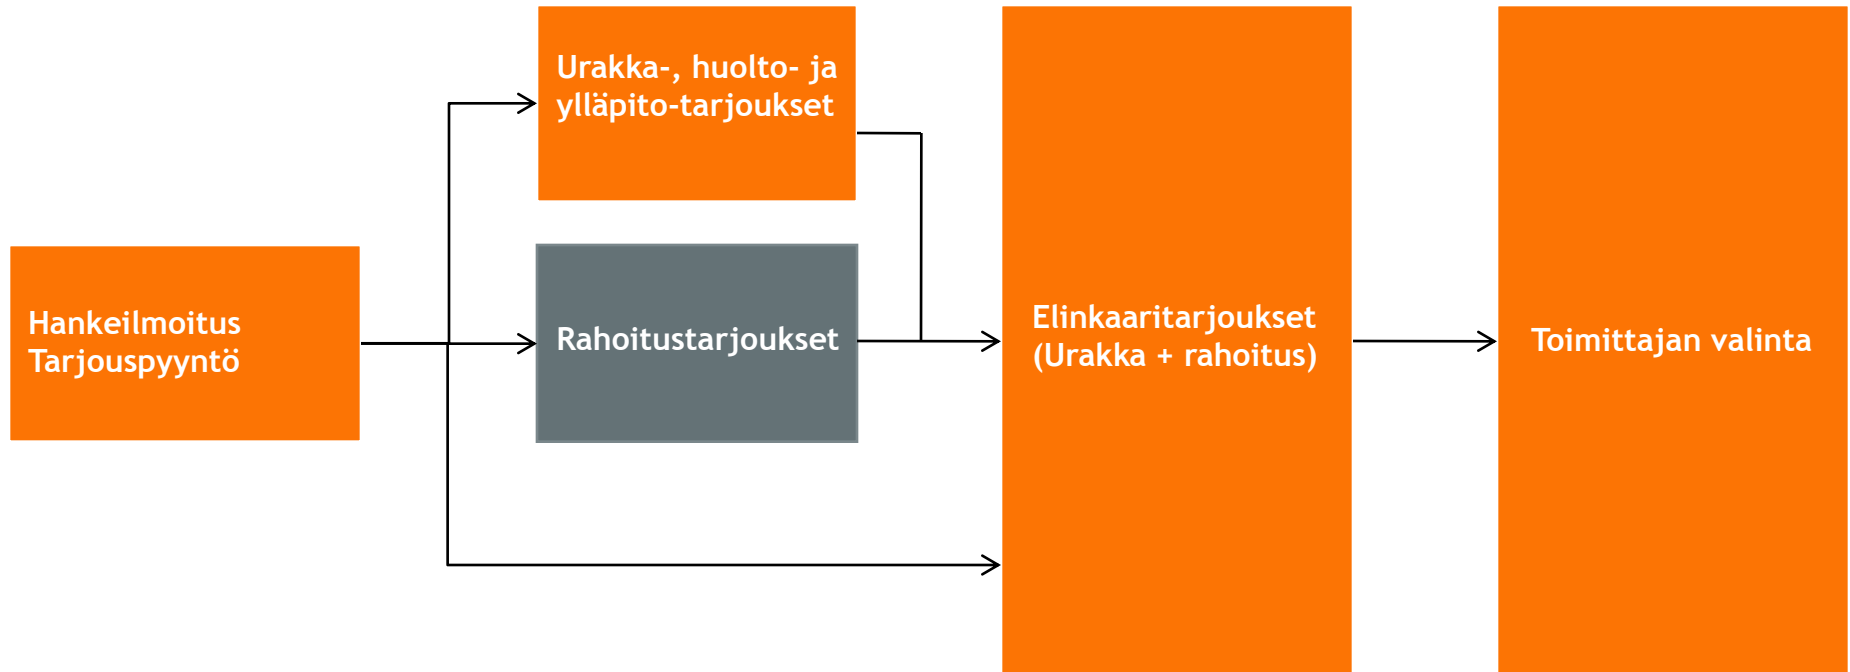 Hankeilmoitus
Tarjouspyyntö
Urakka-, huolto- ja
ylläpito-tarjoukset
Rahoitustarjoukset
Elinkaaritarjoukset
(Urakka + rahoitus)
Toimittajan valinta